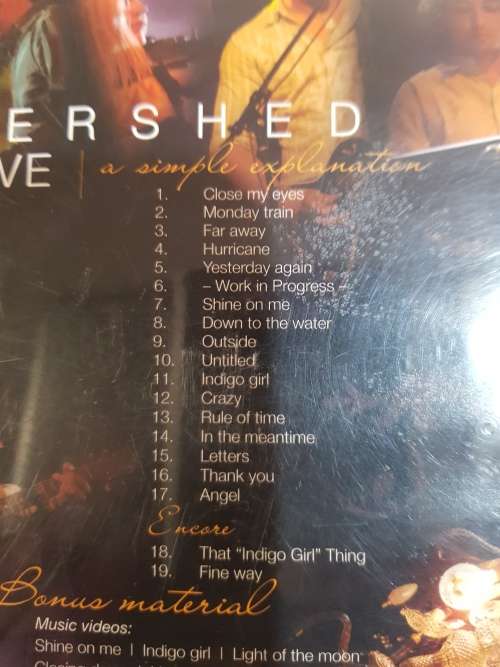 ERSHED
VE | a simple explanation
1. Close my eyes
2. Monday train
3. Far away
4. Hurricane
5. Yesterday again
6. – Work in Progress –
7. Shine on me
8. Down to the water
9. Outside
10. Untitled
11. Indigo girl
12. Crazy
13. Rule of time
14. In the meantime
15. Letters
16. Thank you
17. Angel
Encore
18. That "Indigo Girl" Thing
19. Fine way
Bonus material
Music videos:
Shine on me | Indigo girl | Light of the moon